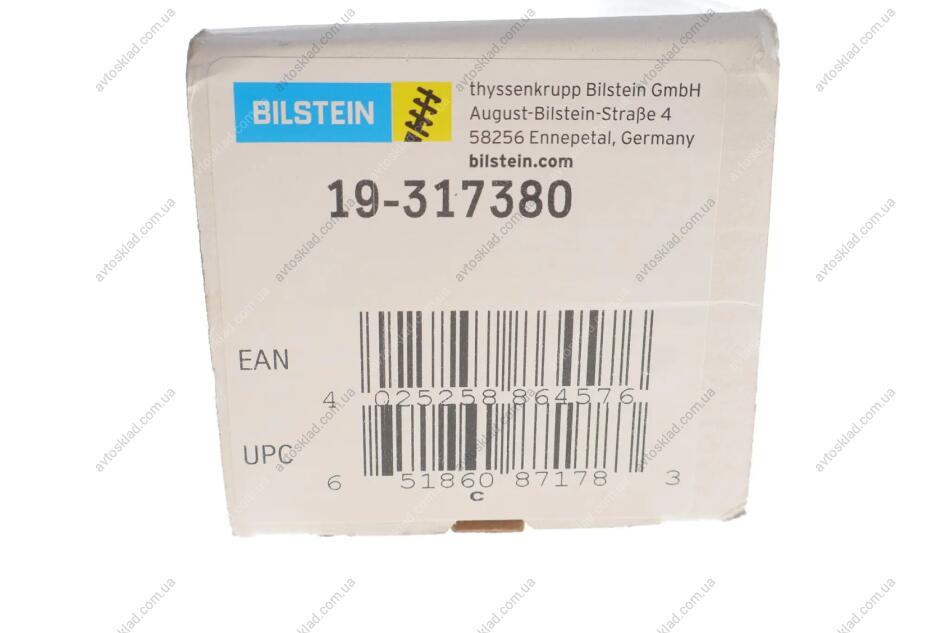 BILSTEIN
thyssenkrupp Bilstein GmbH
August-Bilstein-Straße 4
58256 Ennepetal, Germany
bilstein.com
19-317380
EAN
4 025258 864576
UPC
6 51860 87178 3
C
avtosklad.com.ua